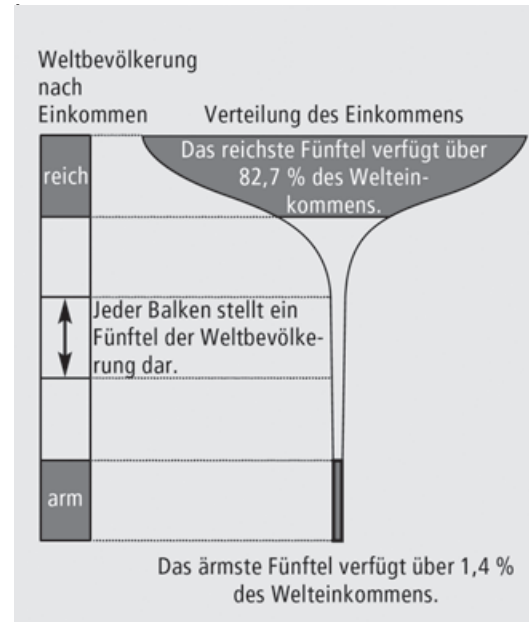 Weltbevölkerung
nach
Einkommen
Verteilung des Einkommens
reich
Das reichste Fünftel verfügt über
82,7 % des Weltein-
kommens.
Jeder Balken stellt ein
Fünftel der Weltbevölke-
rung dar.
arm
Das ärmste Fünftel verfügt über 1,4 %
des Welteinkommens.